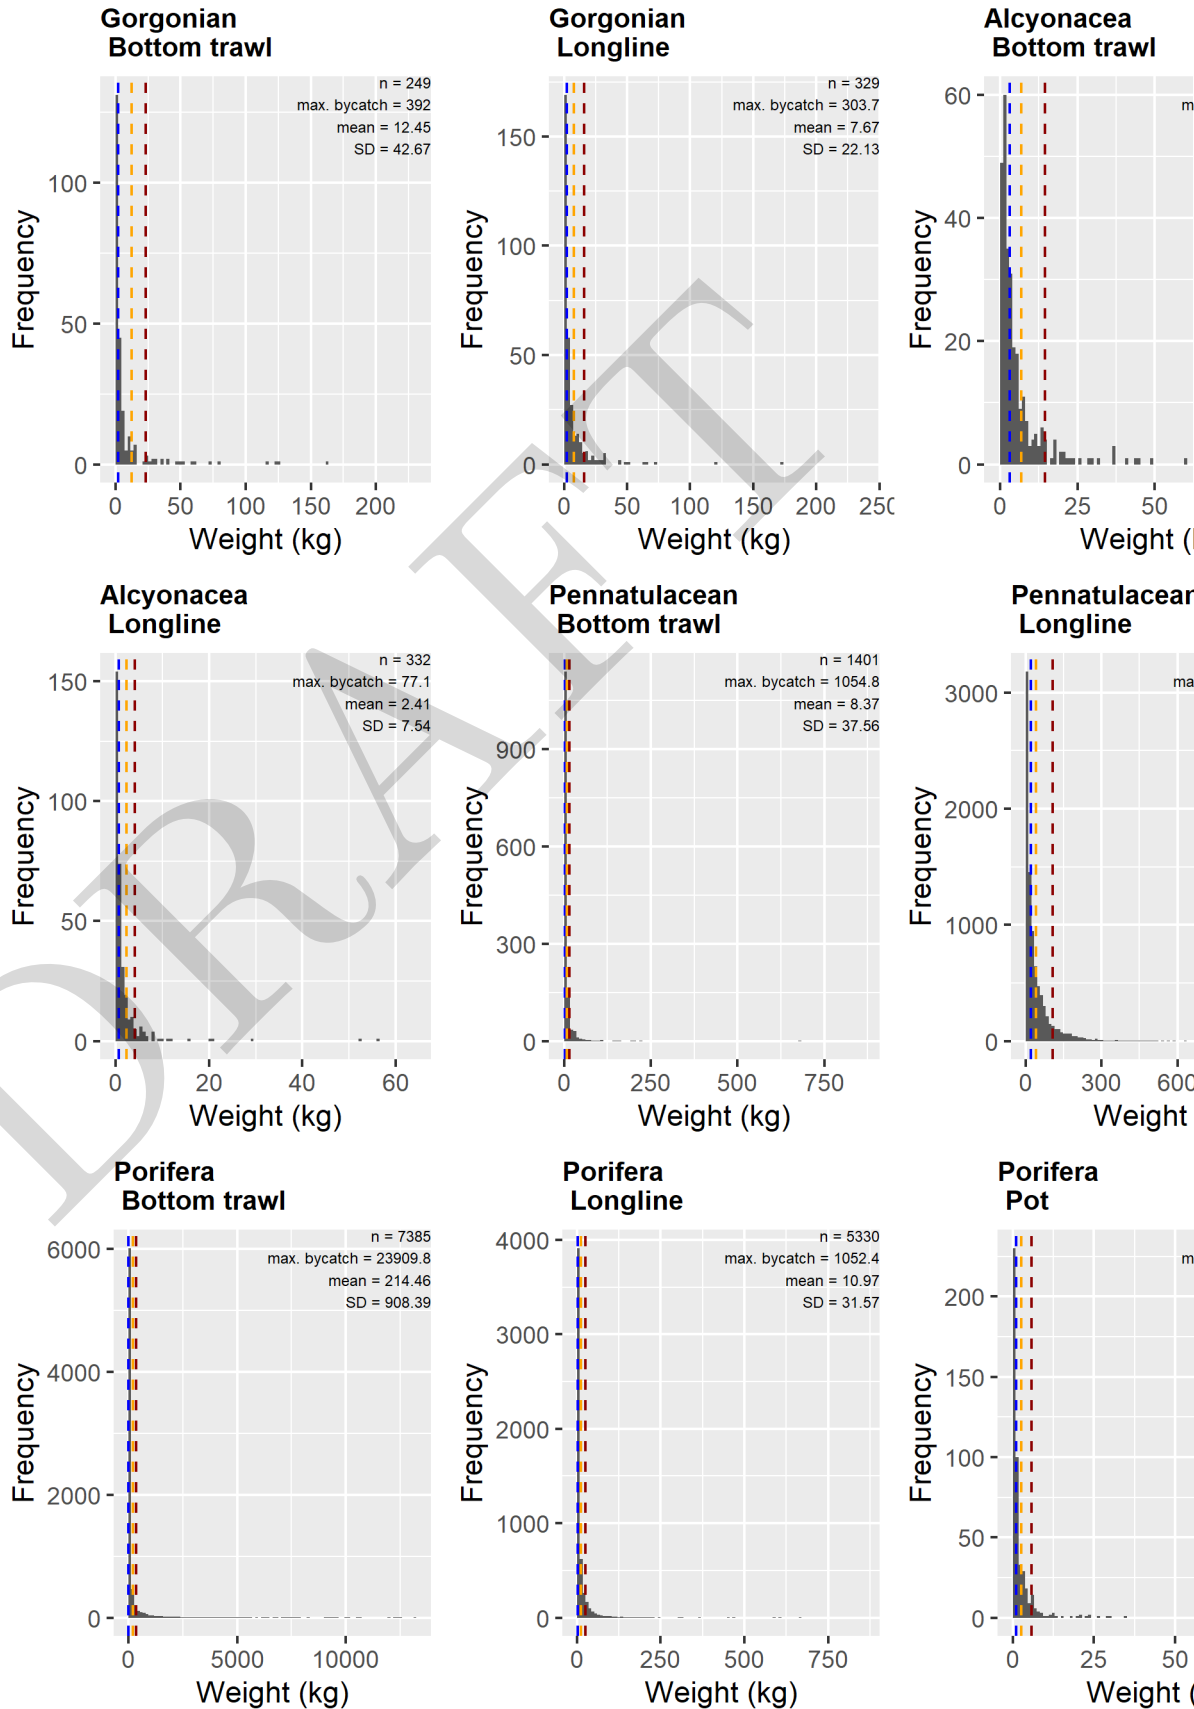 Gorgonian
Bottom trawl
n = 249
max. bycatch = 392
mean = 12.45
SD = 42.67
100
50
0
Frequency
0 50 100 150 200
Weight (kg)
Gorgonian
Longline
n = 329
max. bycatch = 303.7
mean = 7.67
SD = 22.13
150
100
50
0
Frequency
0 50 100 150 200 250
Weight (kg)
Alcyonacea
Bottom trawl
m
60
40
20
0
Frequency
0 25 50
Weight (
Alcyonacea
Longline
n = 332
max. bycatch = 77.1
mean = 2.41
SD = 7.54
150
100
50
0
Frequency
0 20 40 60
Weight (kg)
Pennatulacean
Bottom trawl
n = 1401
max. bycatch = 1054.8
mean = 8.37
SD = 37.56
900
600
300
0
Frequency
0 250 500 750
Weight (kg)
Pennatulacean
Longline
ma
3000
2000
1000
0
Frequency
0 300 600
Weight
Porifera
Bottom trawl
n = 7385
max. bycatch = 23909.8
mean = 214.46
SD = 908.39
6000
4000
2000
0
Frequency
0 5000 10000
Weight (kg)
Porifera
Longline
n = 5330
max. bycatch = 1052.4
mean = 10.97
SD = 31.57
4000
3000
2000
1000
0
Frequency
0 250 500 750
Weight (kg)
Porifera
Pot
m
200
150
100
50
0
Frequency
0 25 50
Weight (
DRAFT